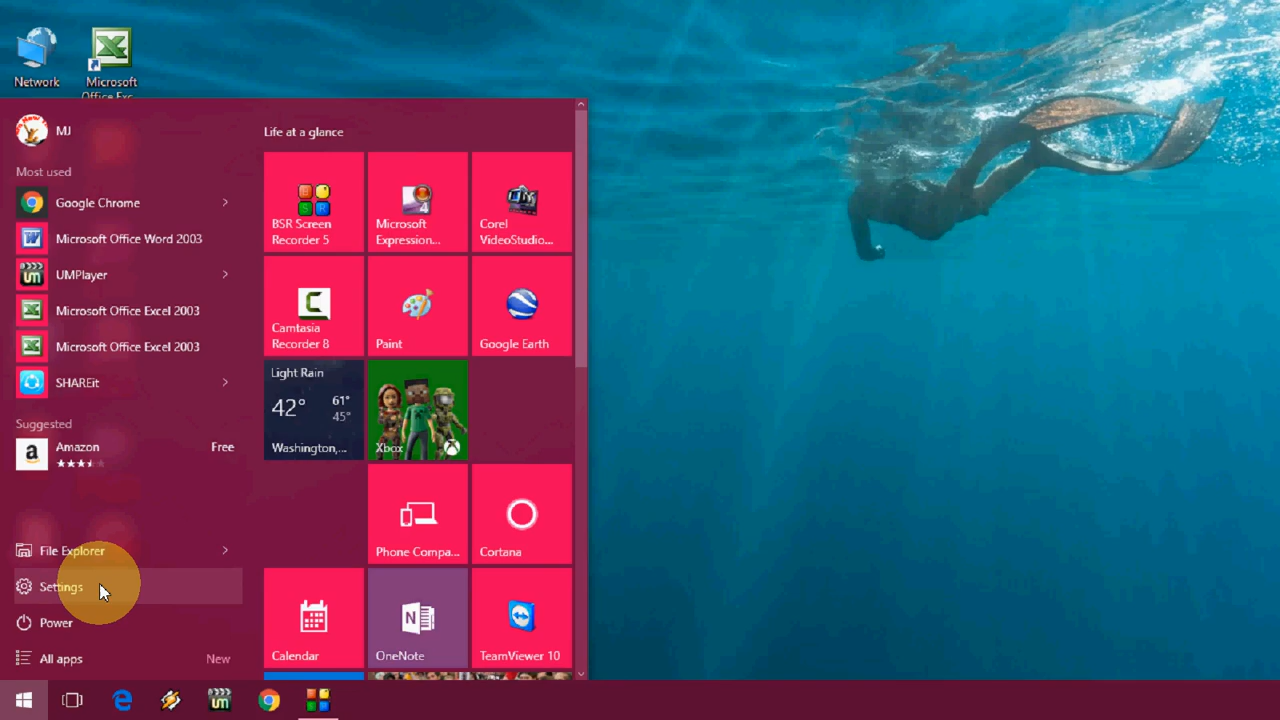 Network
Microsoft
Office Exc...
MJ
Most used
Google Chrome
Microsoft Office Word 2003
UMPlayer
Microsoft Office Excel 2003
Microsoft Office Excel 2003
SHAREit
Suggested
Amazon
Free
File Explorer
Settings
Power
All apps
New
Life at a glance
BSR Screen
Recorder 5
Microsoft
Expression...
Corel
VideoStudio...
Camtasia
Recorder 8
Paint
Google Earth
Light Rain
42°
61°
45°
Washington,...
Xbox
Phone Compa...
Cortana
Calendar
OneNote
TeamViewer 10